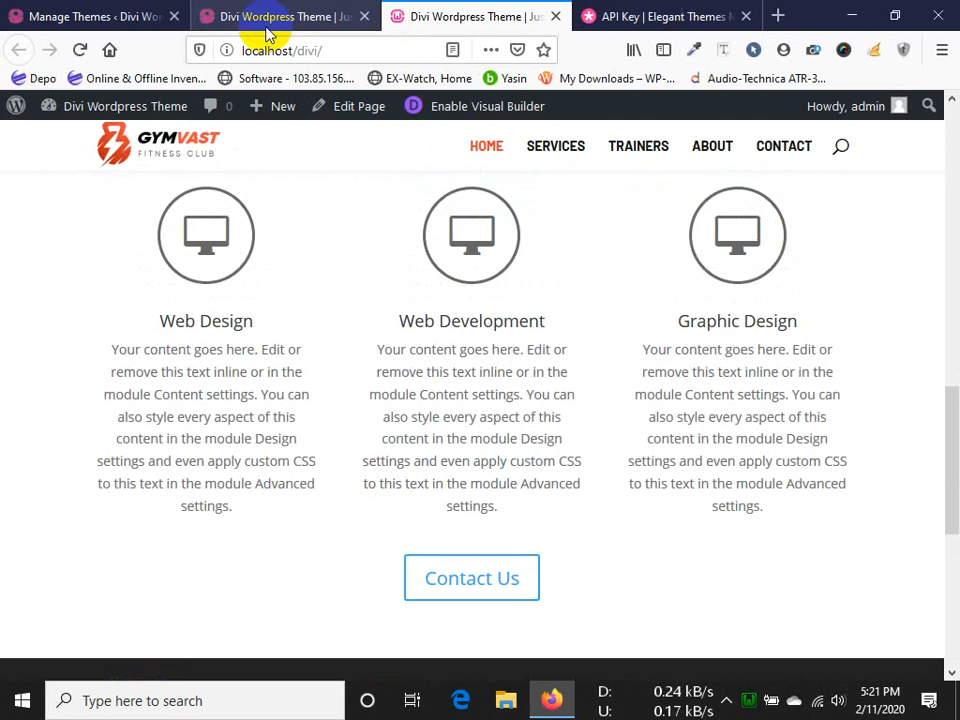 Manage Themes ‹ Divi Wor
Divi Wordpress Theme | Jus
Divi Wordpress Theme | Jus
API Key | Elegant Themes M
localhost/divi/
Depo
Online & Offline Inven...
Software - 103.85.156....
EX-Watch, Home
Yasin
My Downloads – WP-...
Audio-Technica ATR-3...
Divi Wordpress Theme
0
New
Edit Page
D
Enable Visual Builder
Howdy, admin
GYMVAST
FITNESS CLUB
HOME
SERVICES
TRAINERS
ABOUT
CONTACT
Web Design
Your content goes here. Edit or
remove this text inline or in the
module Content settings. You can
also style every aspect of this
content in the module Design
settings and even apply custom CSS
to this text in the module Advanced
settings.
Web Development
Your content goes here. Edit or
remove this text inline or in the
module Content settings. You can
also style every aspect of this
content in the module Design
settings and even apply custom CSS
to this text in the module Advanced
settings.
Graphic Design
Your content goes here. Edit or
remove this text inline or in the
module Content settings. You can
also style every aspect of this
content in the module Design
settings and even apply custom CSS
to this text in the module Advanced
settings.
Contact Us
Type here to search
D: 0.24 kB/s
U: 0.17 kB/s
5:21 PM
2/11/2020